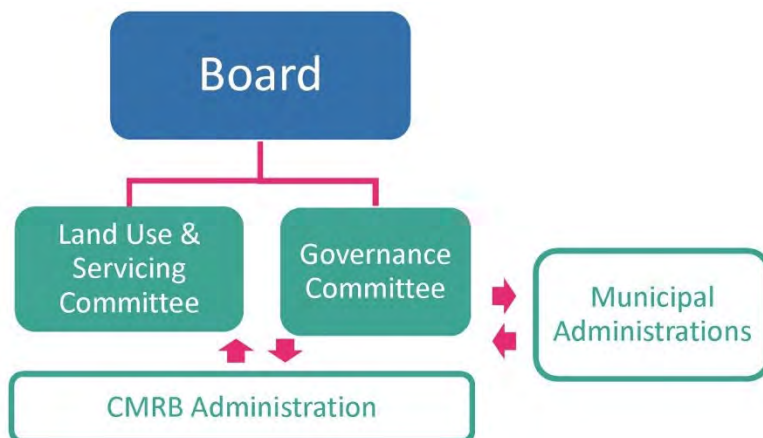 Board
Land Use &
Servicing
Committee
Governance
Committee
Municipal
Administrations
CMRB Administration